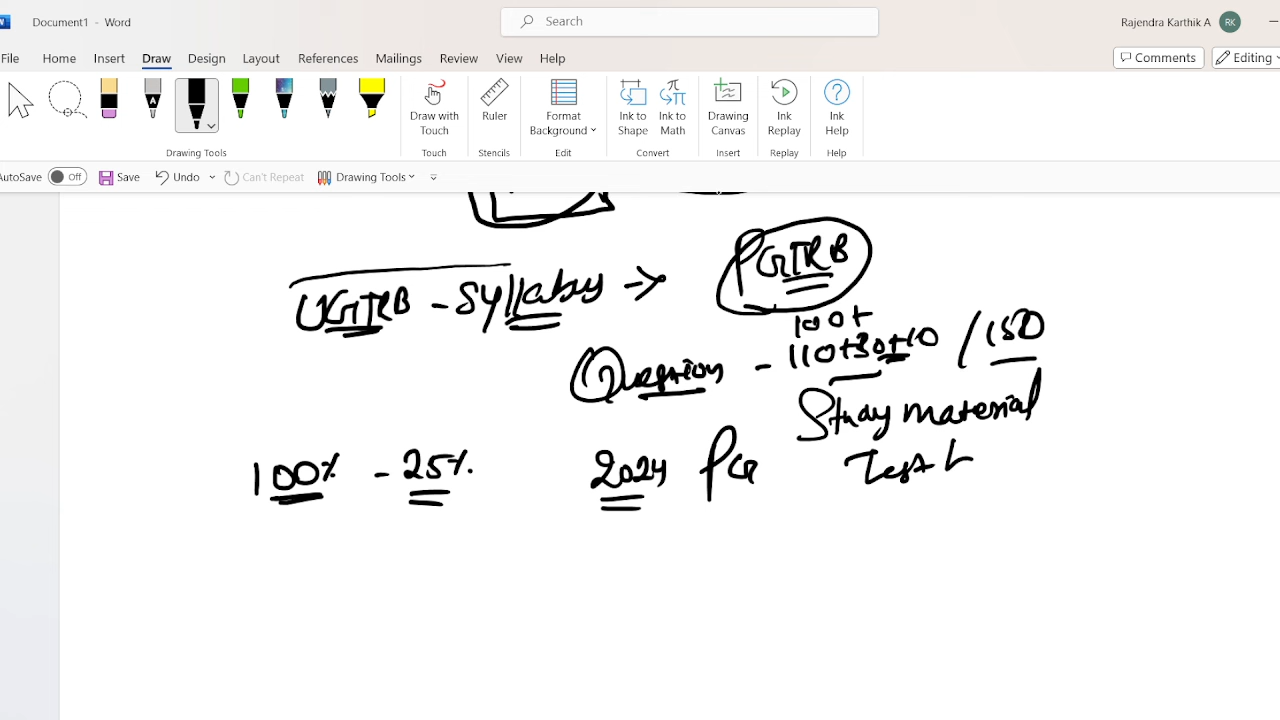 Document1 - Word
Search
Rajendra Karthik A RK
File Home Insert Draw Design Layout References Mailings Review View Help
Comments Editing
Draw with Touch
Ruler
Format Background
Ink to Shape
Ink to Math
Drawing Canvas
Ink Replay
Ink Help
Drawing Tools Touch Stencils Edit Convert Insert Replay Help
AutoSave Off Save Undo Can't Repeat Drawing Tools
UGTRB - Syllabus → PGTRB
100+
Question - 110+30+10 / 150
Study material
100% - 25% 2024 PG Test